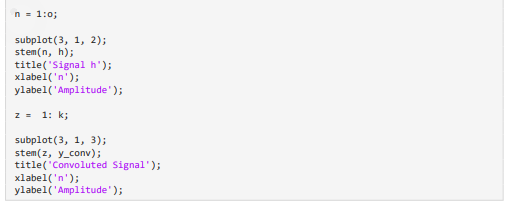 n = 1:o;
subplot(3, 1, 2);
stem(n, h);
title('Signal h');
xlabel('n');
ylabel('Amplitude');
z =  1: k;
subplot(3, 1, 3);
stem(z, y_conv);
title('Convoluted Signal');
xlabel('n');
ylabel('Amplitude');